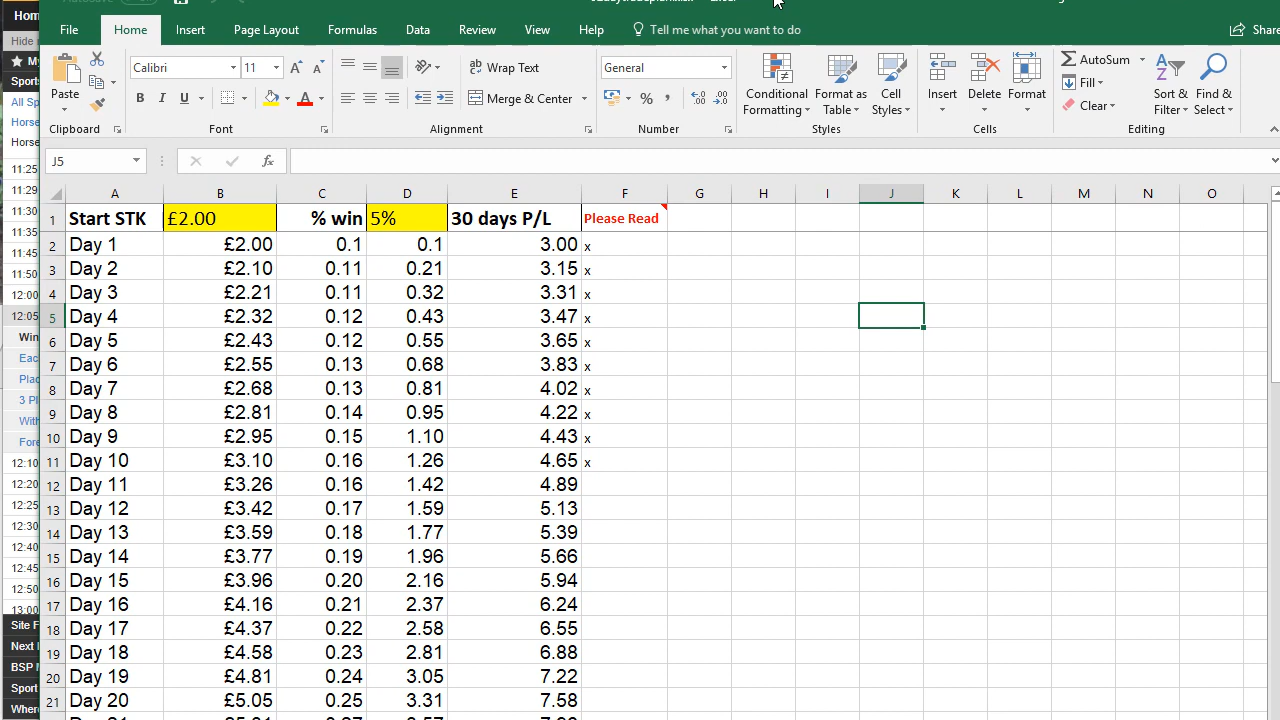 Hom
Hide
My
Sports
All Sp
Horse
Horse
11:25
11:29
11:30
11:35
11:45
11:50
12:00
12:05
Win
Eac
Plac
3 Pl
With
Fore
12:10
12:20
12:25
12:30
12:40
12:45
12:50
13:00
Site F
Next
BSP M
Sport
Where
File Home Insert Page Layout Formulas Data Review View Help Tell me what you want to do Share
Calibri 11 Wrap Text General AutoSum
Fill
Paste Merge & Center Conditional Formatting Format as Table Cell Styles Insert Delete Format Clear Sort & Filter Find & Select
Clipboard Font Alignment Number Styles Cells Editing
J5 fx
A B C D E F G H I J K L M N O
1 Start STK £2.00 % win 5% 30 days P/L Please Read
2 Day 1 £2.00 0.1 0.1 3.00 x
3 Day 2 £2.10 0.11 0.21 3.15 x
4 Day 3 £2.21 0.11 0.32 3.31 x
5 Day 4 £2.32 0.12 0.43 3.47 x
6 Day 5 £2.43 0.12 0.55 3.65 x
7 Day 6 £2.55 0.13 0.68 3.83 x
8 Day 7 £2.68 0.13 0.81 4.02 x
9 Day 8 £2.81 0.14 0.95 4.22 x
10 Day 9 £2.95 0.15 1.10 4.43 x
11 Day 10 £3.10 0.16 1.26 4.65 x
12 Day 11 £3.26 0.16 1.42 4.89
13 Day 12 £3.42 0.17 1.59 5.13
14 Day 13 £3.59 0.18 1.77 5.39
15 Day 14 £3.77 0.19 1.96 5.66
16 Day 15 £3.96 0.20 2.16 5.94
17 Day 16 £4.16 0.21 2.37 6.24
18 Day 17 £4.37 0.22 2.58 6.55
19 Day 18 £4.58 0.23 2.81 6.88
20 Day 19 £4.81 0.24 3.05 7.22
21 Day 20 £5.05 0.25 3.31 7.58